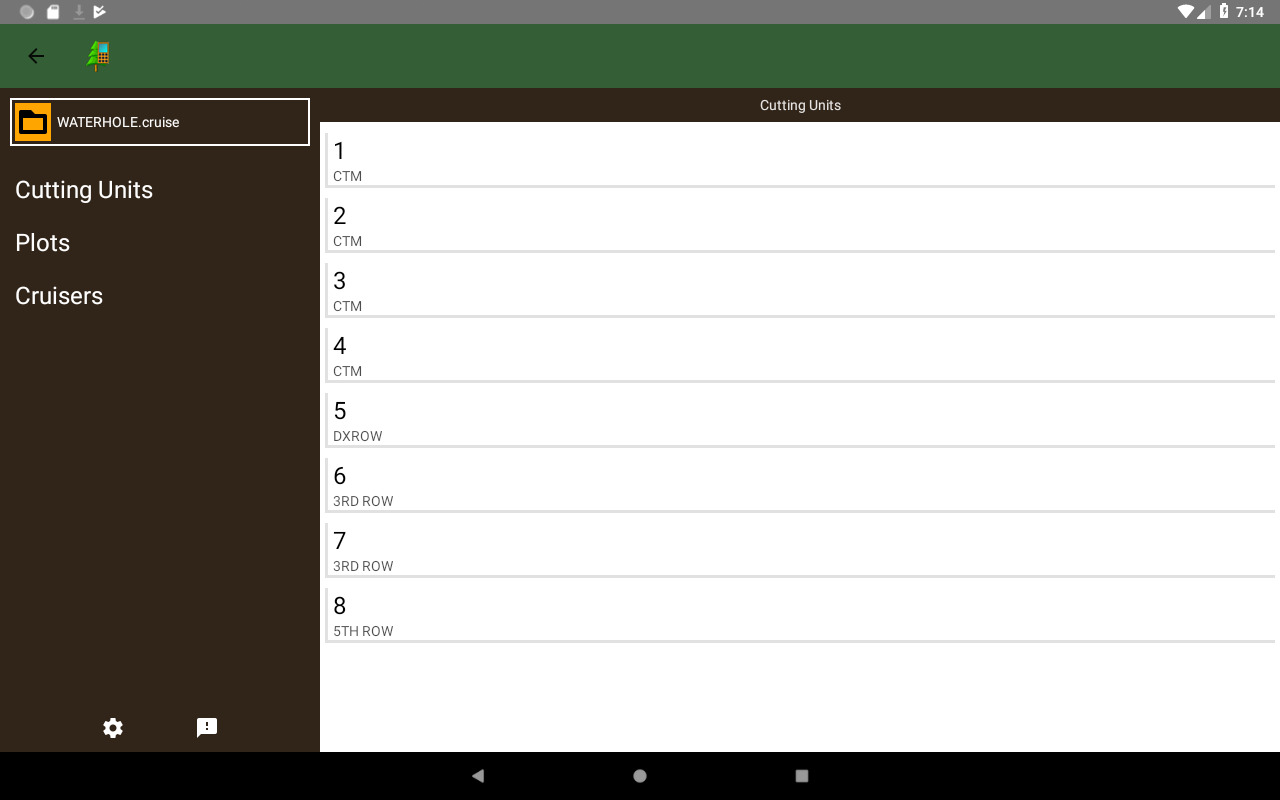 7:14
WATERHOLE.cruise
Cutting Units
Plots
Cruisers
Cutting Units
1
CTM
2
CTM
3
CTM
4
CTM
5
DXROW
6
3RD ROW
7
3RD ROW
8
5TH ROW